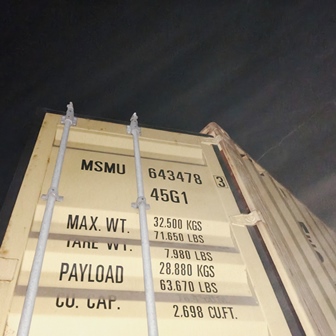 MSMU 643478 3
45G1
MAX. WT. 32.500 KGS
71.650 LBS
TARE WT.
7.980 LBS
PAYLOAD 28.880 KGS
63.670 LBS
CU. CAP.
2.698 CU.FT.